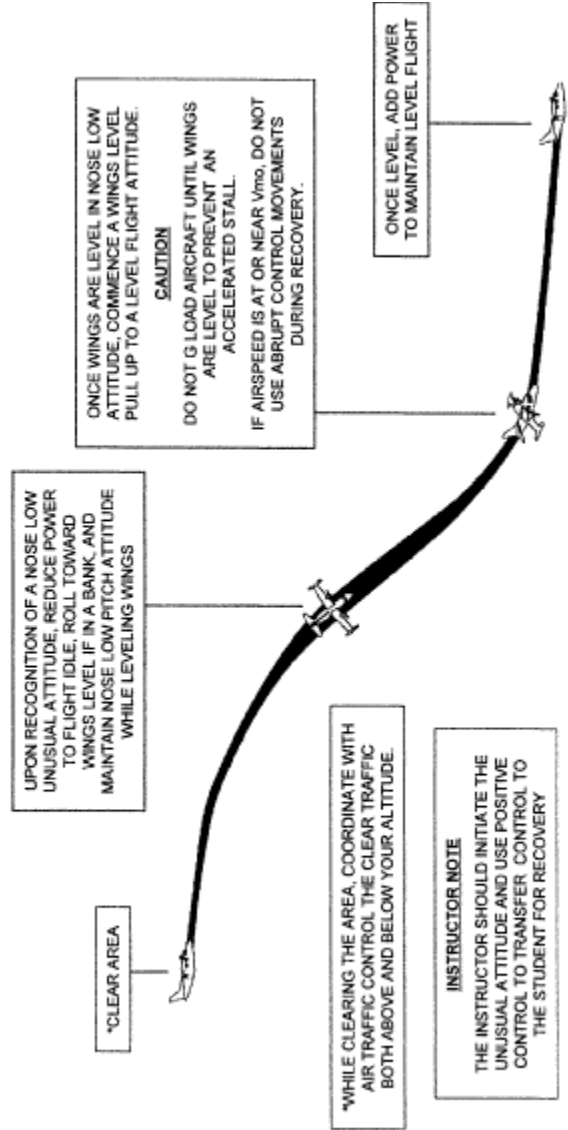 *CLEAR AREA
UPON RECOGNITION OF A NOSE LOW
UNUSUAL ATTITUDE, REDUCE POWER
TO FLIGHT IDLE, ROLL TOWARD
WINGS LEVEL IF IN A BANK, AND
MAINTAIN NOSE LOW PITCH ATTITUDE
WHILE LEVELING WINGS
ONCE WINGS ARE LEVEL IN NOSE LOW
ATTITUDE, COMMENCE A WINGS LEVEL
PULL UP TO A LEVEL FLIGHT ATTITUDE.
CAUTION
DO NOT G LOAD AIRCRAFT UNTIL WINGS
ARE LEVEL TO PREVENT AN
ACCELERATED STALL.
IF AIRSPEED IS AT OR NEAR Vmo, DO NOT
USE ABRUPT CONTROL MOVEMENTS
DURING RECOVERY.
ONCE LEVEL, ADD POWER
TO MAINTAIN LEVEL FLIGHT
*WHILE CLEARING THE AREA, COORDINATE WITH
AIR TRAFFIC CONTROL THE CLEAR TRAFFIC
BOTH ABOVE AND BELOW YOUR ALTITUDE.
INSTRUCTOR NOTE
THE INSTRUCTOR SHOULD INITIATE THE
UNUSUAL ATTITUDE AND USE POSITIVE
CONTROL TO TRANSFER CONTROL TO
THE STUDENT FOR RECOVERY